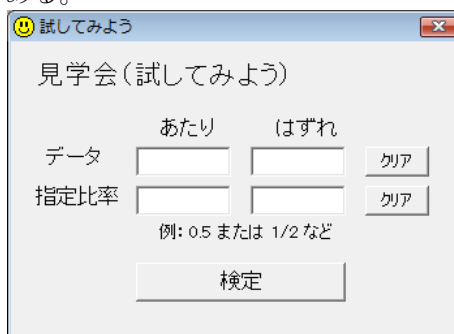 ある。
試してみよう
見学会(試してみよう)
あたり はずれ
データ クリア
指定比率 クリア
例: 0.5 または 1/2 など
検定